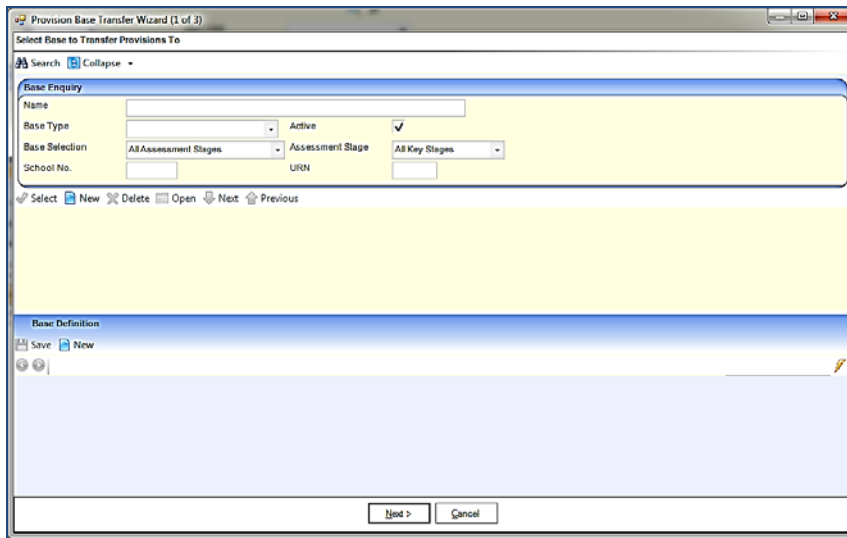 Provision Base Transfer Wizard (1 of 3)
Select Base to Transfer Provisions To
Search Collapse
Base Enquiry
Name
Base Type Active
Base Selection All Assessment Stages Assessment Stage All Key Stages
School No. URN
Select New Delete Open Next Previous
Base Definition
Save New
Next > Cancel